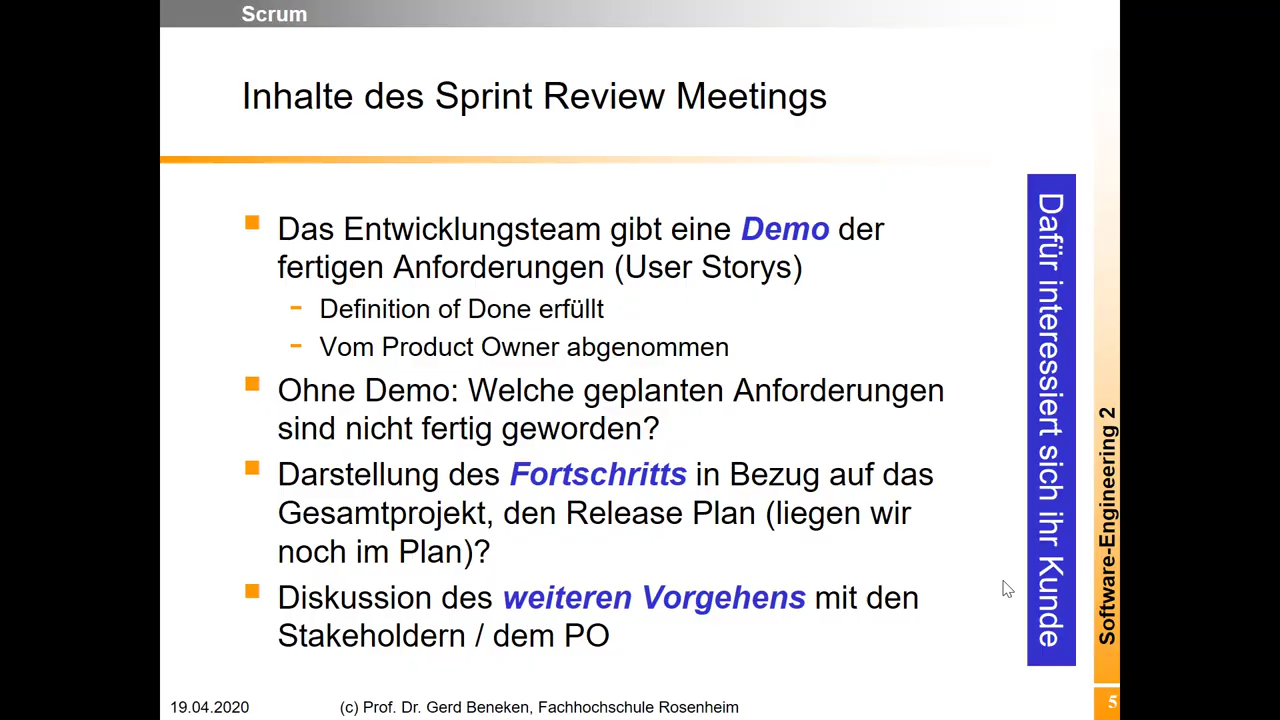 Scrum
Inhalte des Sprint Review Meetings
Das Entwicklungsteam gibt eine Demo der
fertigen Anforderungen (User Storys)
- Definition of Done erfüllt
- Vom Product Owner abgenommen
Ohne Demo: Welche geplanten Anforderungen
sind nicht fertig geworden?
Darstellung des Fortschritts in Bezug auf das
Gesamtprojekt, den Release Plan (liegen wir
noch im Plan)?
Diskussion des weiteren Vorgehens mit den
Stakeholdern / dem PO
Dafür interessiert sich ihr Kunde
Software-Engineering 2
19.04.2020
(c) Prof. Dr. Gerd Beneken, Fachhochschule Rosenheim
5